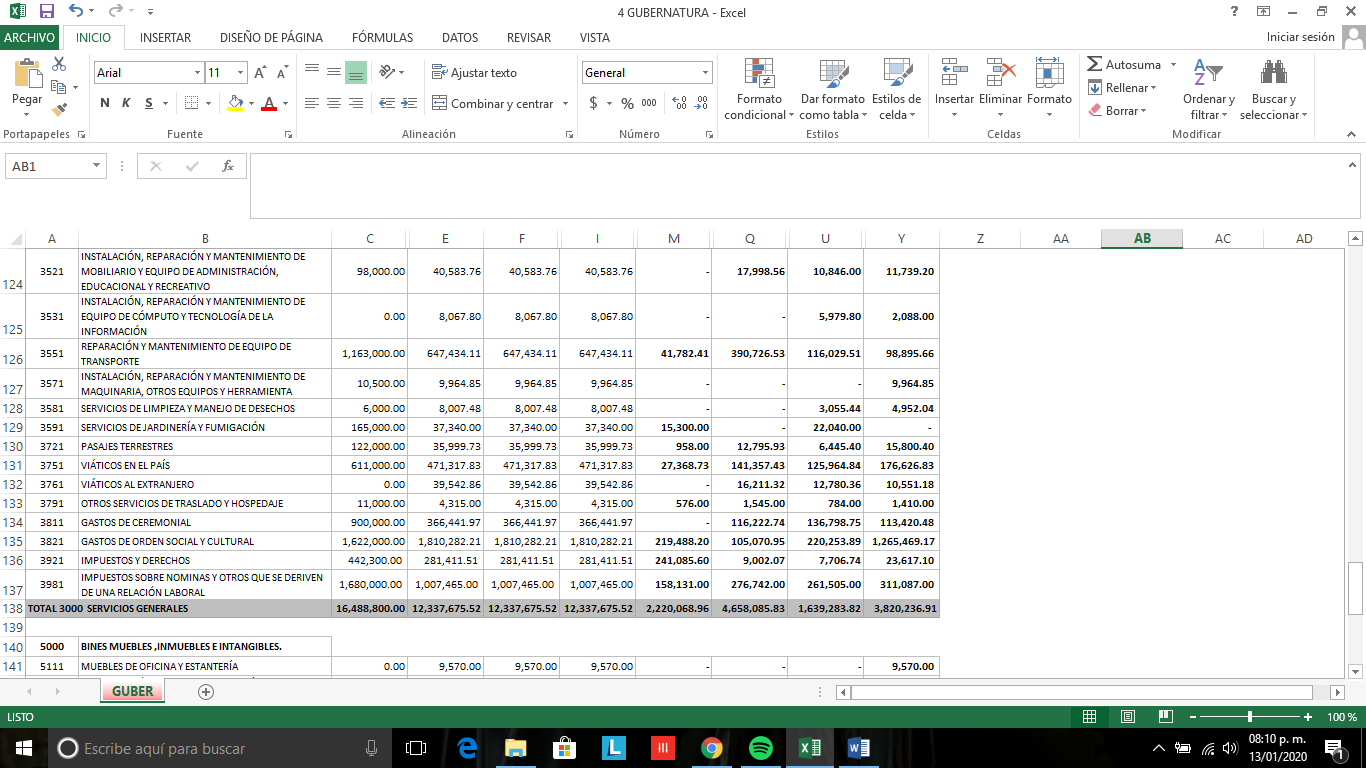 4 GUBERNATURA - Excel
ARCHIVO INICIO INSERTAR DISEÑO DE PÁGINA FÓRMULAS DATOS REVISAR VISTA Iniciar sesión
Pegar
Arial 11
General
N K S
Ajustar texto
Combinar y centrar
$ % 000
Formato condicional
Dar formato como tabla
Estilos de celda
Insertar Eliminar Formato
Autosuma
Rellenar
Borrar
Ordenar y filtrar
Buscar y seleccionar
Portapapeles Fuente Alineación Número Estilos Celdas Modificar
AB1 fx
A B C E F I M Q U Y Z AA AB AC AD
124 3521 INSTALACIÓN, REPARACIÓN Y MANTENIMIENTO DE MOBILIARIO Y EQUIPO DE ADMINISTRACIÓN, EDUCACIONAL Y RECREATIVO 98,000.00 40,583.76 40,583.76 40,583.76 - 17,998.56 10,846.00 11,739.20
125 3531 INSTALACIÓN, REPARACIÓN Y MANTENIMIENTO DE EQUIPO DE CÓMPUTO Y TECNOLOGÍA DE LA INFORMACIÓN 0.00 8,067.80 8,067.80 8,067.80 - - 5,979.80 2,088.00
126 3551 REPARACIÓN Y MANTENIMIENTO DE EQUIPO DE TRANSPORTE 1,163,000.00 647,434.11 647,434.11 647,434.11 41,782.41 390,726.53 116,029.51 98,895.66
127 3571 INSTALACIÓN, REPARACIÓN Y MANTENIMIENTO DE MAQUINARIA, OTROS EQUIPOS Y HERRAMIENTA 10,500.00 9,964.85 9,964.85 9,964.85 - - - 9,964.85
128 3581 SERVICIOS DE LIMPIEZA Y MANEJO DE DESECHOS 6,000.00 8,007.48 8,007.48 8,007.48 - - 3,055.44 4,952.04
129 3591 SERVICIOS DE JARDINERÍA Y FUMIGACIÓN 165,000.00 37,340.00 37,340.00 37,340.00 15,300.00 - 22,040.00 -
130 3721 PASAJES TERRESTRES 122,000.00 35,999.73 35,999.73 35,999.73 958.00 12,795.93 6,445.40 15,800.40
131 3751 VIÁTICOS EN EL PAÍS 611,000.00 471,317.83 471,317.83 471,317.83 27,368.73 141,357.43 125,964.84 176,626.83
132 3761 VIÁTICOS AL EXTRANJERO 0.00 39,542.86 39,542.86 39,542.86 - 16,211.32 12,780.36 10,551.18
133 3791 OTROS SERVICIOS DE TRASLADO Y HOSPEDAJE 11,000.00 4,315.00 4,315.00 4,315.00 576.00 1,545.00 784.00 1,410.00
134 3811 GASTOS DE CEREMONIAL 900,000.00 366,441.97 366,441.97 366,441.97 - 116,222.74 136,798.75 113,420.48
135 3821 GASTOS DE ORDEN SOCIAL Y CULTURAL 1,622,000.00 1,810,282.21 1,810,282.21 1,810,282.21 219,488.20 105,070.95 220,253.89 1,265,469.17
136 3921 IMPUESTOS Y DERECHOS 442,300.00 281,411.51 281,411.51 281,411.51 241,085.60 9,002.07 7,706.74 23,617.10
137 3981 IMPUESTOS SOBRE NOMINAS Y OTROS QUE SE DERIVEN DE UNA RELACIÓN LABORAL 1,680,000.00 1,007,465.00 1,007,465.00 1,007,465.00 158,131.00 276,742.00 261,505.00 311,087.00
138 TOTAL 3000 SERVICIOS GENERALES 16,488,800.00 12,337,675.52 12,337,675.52 12,337,675.52 2,220,068.96 4,658,085.83 1,639,283.82 3,820,236.91
139
140 5000 BINES MUEBLES ,INMUEBLES E INTANGIBLES.
141 5111 MUEBLES DE OFICINA Y ESTANTERÍA 0.00 9,570.00 9,570.00 9,570.00 - - - 9,570.00
GUBER
LISTO 100 %
Escribe aquí para buscar
08:10 p. m.
13/01/2020
1